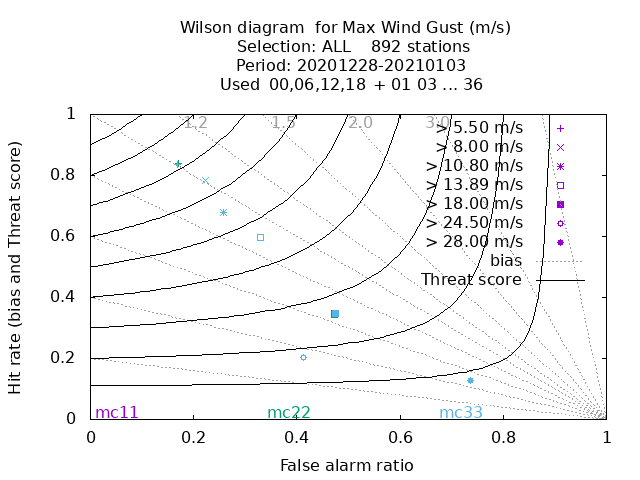 Wilson diagram  for Max Wind Gust (m/s)
Selection: ALL    892 stations
Period: 20201228-20210103
Used  00,06,12,18  + 01 03 ... 36
1 1.2 1.5 2.0 3.0
> 5.50 m/s
> 8.00 m/s
0.8 > 10.80 m/s
> 13.89 m/s
> 18.00 m/s
0.6 > 24.50 m/s
> 28.00 m/s
bias
Threat score
0.4
0.2
0 mc11 mc22 mc33
0 0.2 0.4 0.6 0.8 1
False alarm ratio
Hit rate (bias and Threat score)